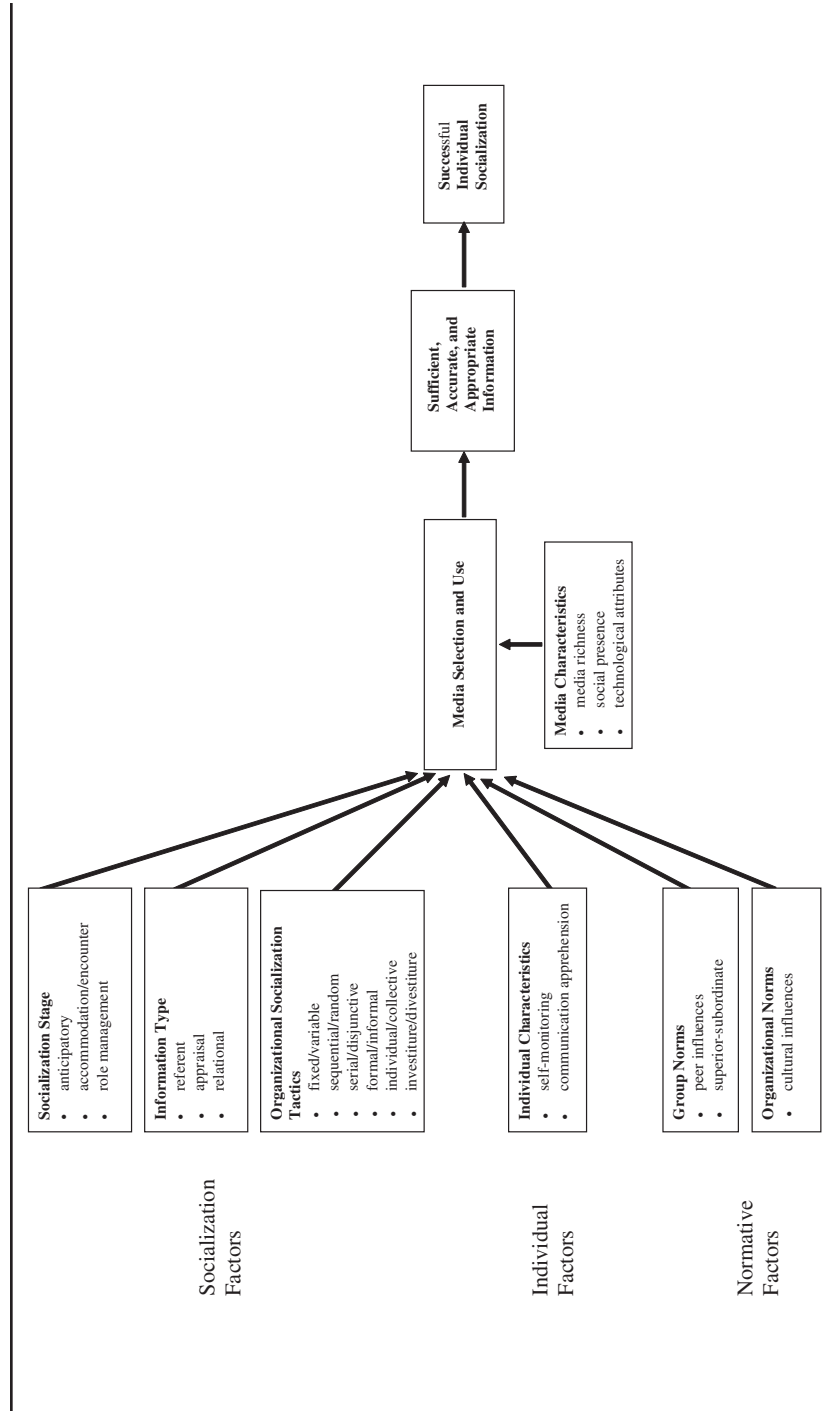 Socialization
Factors
Socialization Stage
• anticipatory
• accommodation/encounter
• role management
Information Type
• referent
• appraisal
• relational
Organizational Socialization
Tactics
• fixed/variable
• sequential/random
• serial/disjunctive
• formal/informal
• individual/collective
• investiture/divestiture
Individual
Factors
Individual Characteristics
• self-monitoring
• communication apprehension
Normative
Factors
Group Norms
• peer influences
• superior-subordinate
Organizational Norms
• cultural influences
Media Selection and Use
Media Characteristics
• media richness
• social presence
• technological attributes
Sufficient,
Accurate, and
Appropriate
Information
Successful
Individual
Socialization